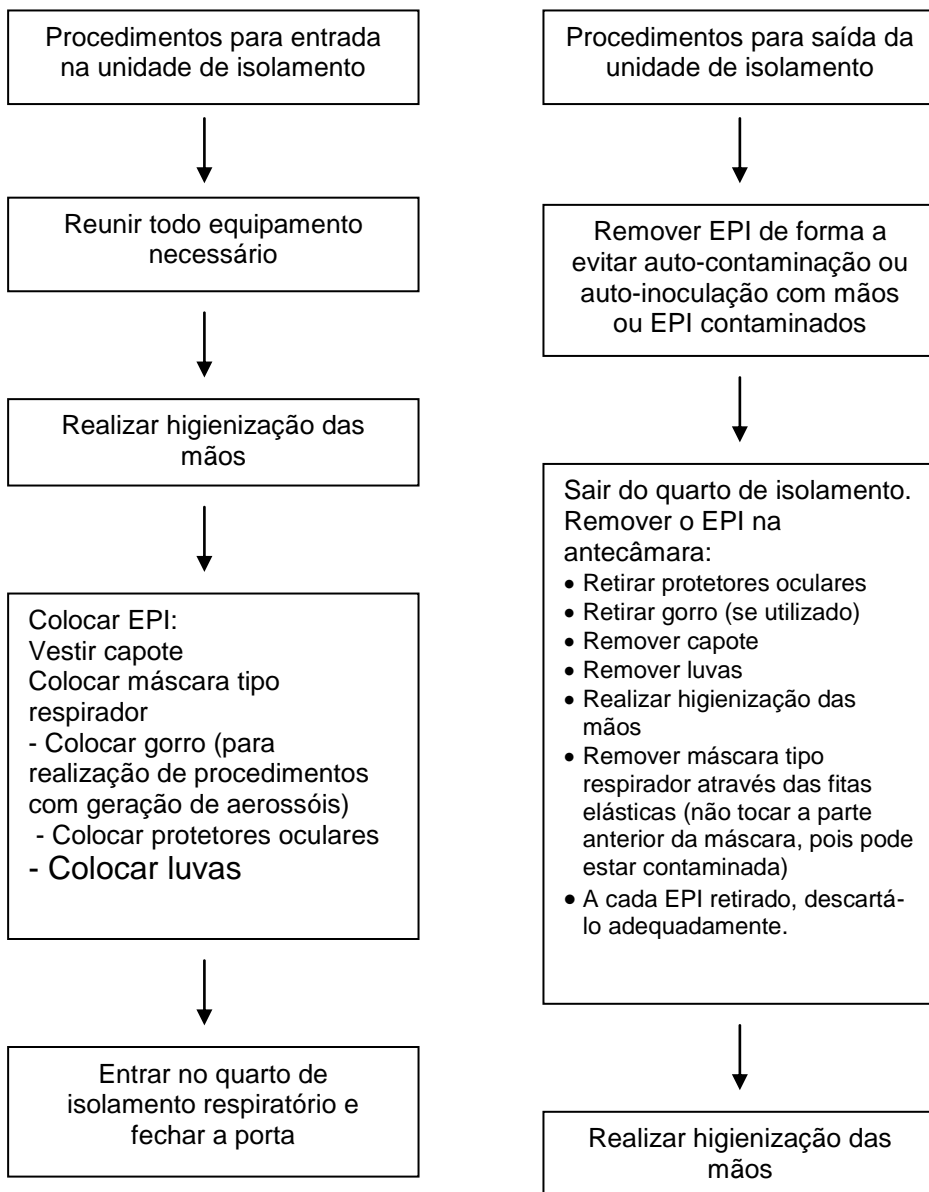 Procedimentos para entrada
na unidade de isolamento
Reunir todo equipamento
necessário
Realizar higienização das
mãos
Colocar EPI:
Vestir capote
Colocar máscara tipo
respirador
- Colocar gorro (para
realização de procedimentos
com geração de aerossóis)
- Colocar protetores oculares
- Colocar luvas
Entrar no quarto de
isolamento respiratório e
fechar a porta
Procedimentos para saída da
unidade de isolamento
Remover EPI de forma a
evitar auto-contaminação ou
auto-inoculação com mãos
ou EPI contaminados
Sair do quarto de isolamento.
Remover o EPI na
antecâmara:
• Retirar protetores oculares
• Retirar gorro (se utilizado)
• Remover capote
• Remover luvas
• Realizar higienização das
mãos
• Remover máscara tipo
respirador através das fitas
elásticas (não tocar a parte
anterior da máscara, pois pode
estar contaminada)
• A cada EPI retirado, descartá-
lo adequadamente.
Realizar higienização das
mãos